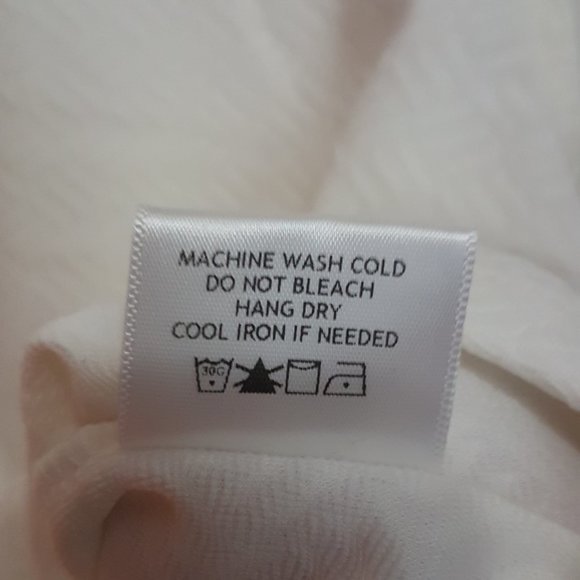 MACHINE WASH COLD
DO NOT BLEACH
HANG DRY
COOL IRON IF NEEDED
30C